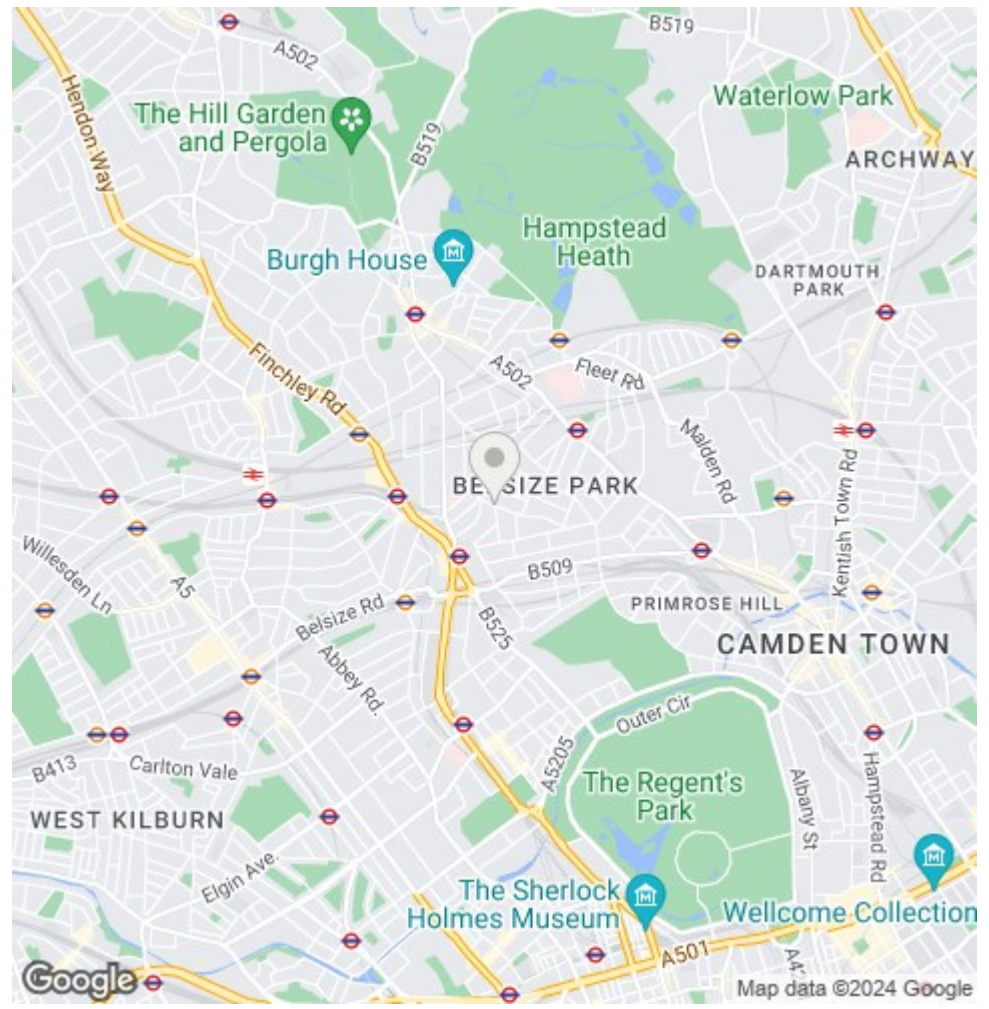 B519
A502
Hendon Way
The Hill Garden
and Pergola
B519
Waterlow Park
ARCHWAY
Hampstead
Heath
Burgh House
DARTMOUTH
PARK
A502
Fleet Rd
Finchley Rd
Malden Rd
BELSIZE PARK
Kentish Town Rd
Willesden Ln
A5
B509
PRIMROSE HILL
Belsize Rd
B525
CAMDEN TOWN
Abbey Rd.
Outer Cir
A5205
B413
Carlton Vale
The Regent's
Park
Albany St
Hampstead Rd
WEST KILBURN
Elgin Ave.
The Sherlock
Holmes Museum
Wellcome Collection
A501
Google
Map data ©2024 Google